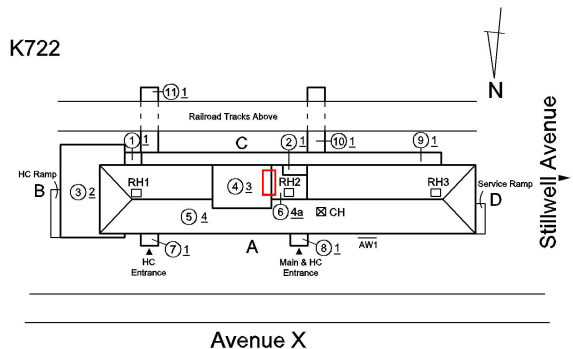 K722
N
11 1
Railroad Tracks Above
Stillwell Avenue
1 1
C
2 1
10 1
9 1
HC Ramp
B
3 2
RH1
4 3
RH2
RH3
Service Ramp
D
5 4
6 4a
CH
7 1
A
8 1
AW1
HC
Entrance
Main & HC
Entrance
Avenue X